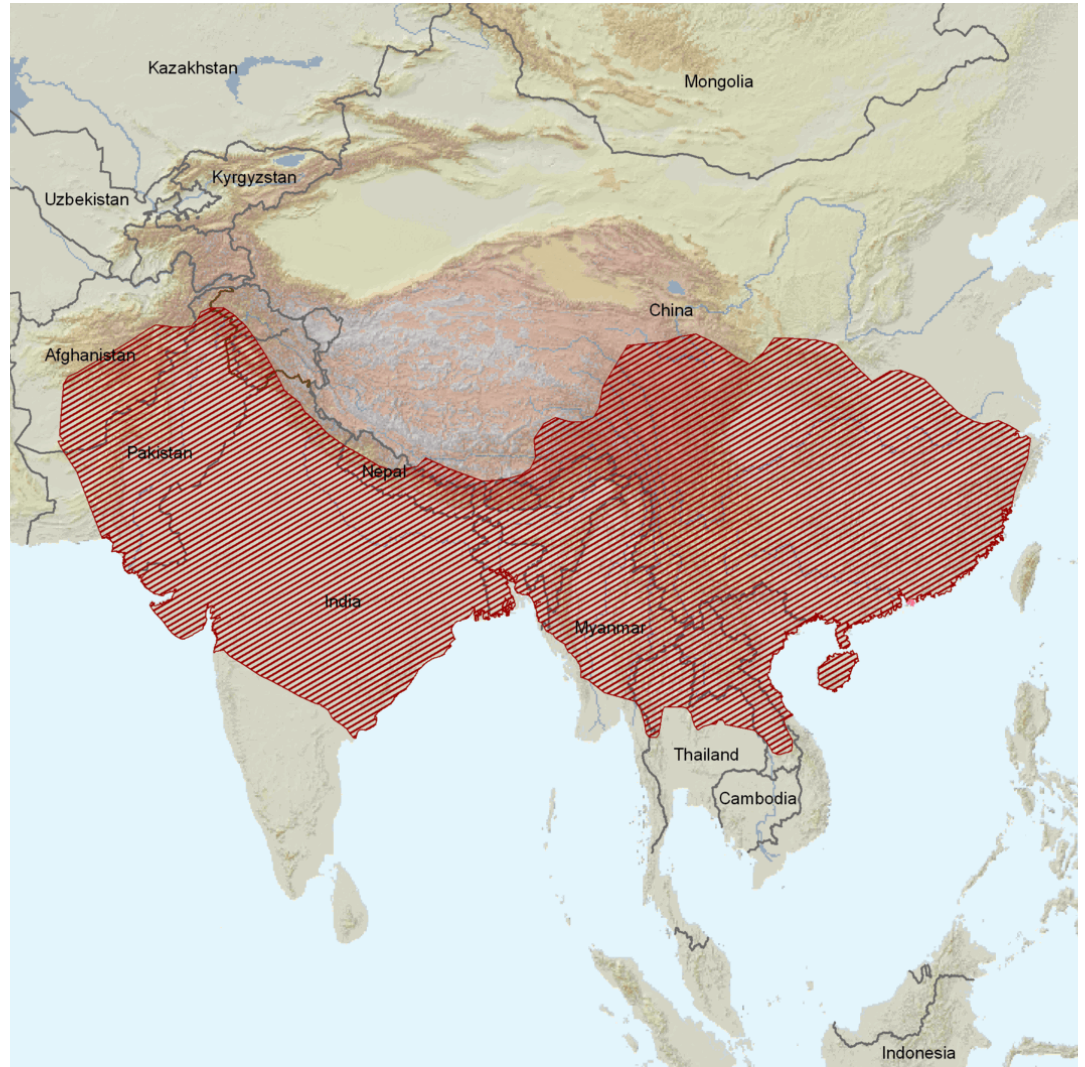 Kazakhstan
Mongolia
Kyrgyzstan
Uzbekistan
China
Afghanistan
Pakistan
Nepal
India
Myanmar
Thailand
Cambodia
Indonesia